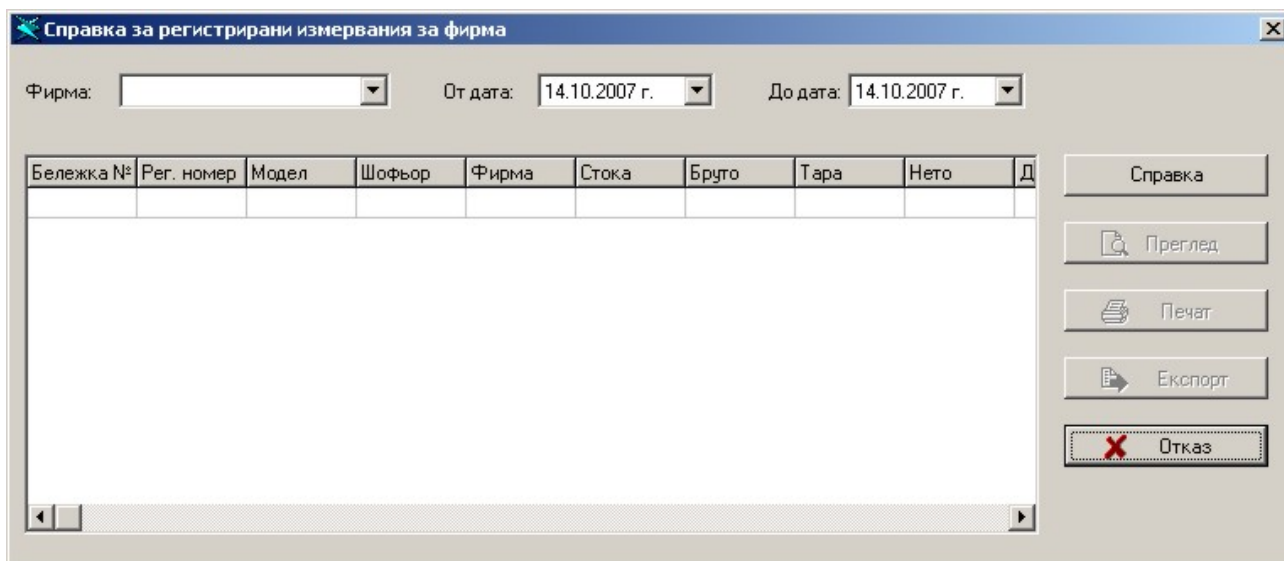 Справка за регистрирани измервания за фирма
Фирма: От дата: 14.10.2007 г. До дата: 14.10.2007 г.
Бележка № Рег. номер Модел Шофьор Фирма Стока Бруто Тара Нето Д
Справка
Преглед
Печат
Експорт
Отказ